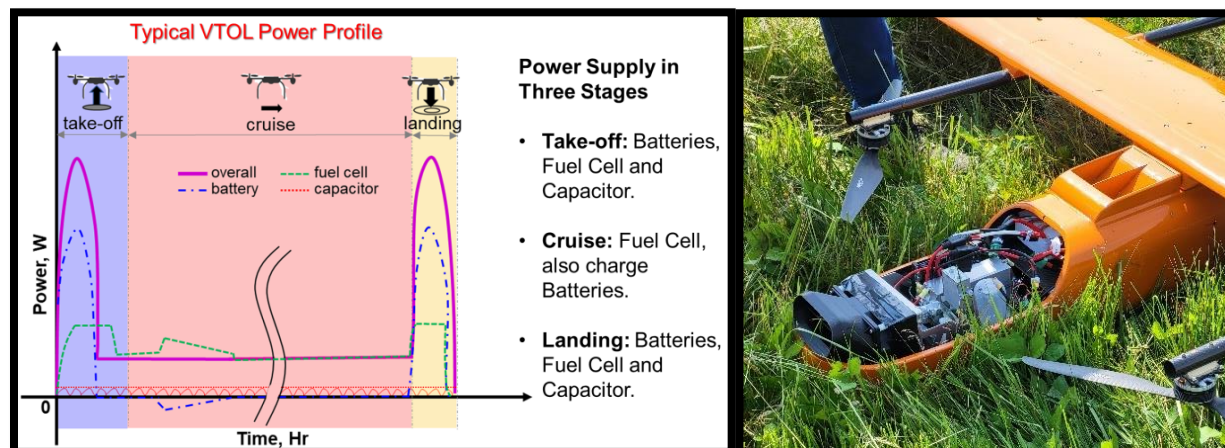 Typical VTOL Power Profile
take-off
cruise
landing
overall
fuel cell
battery
capacitor
Power, W
0
Time, Hr
Power Supply in
Three Stages
• Take-off: Batteries,
Fuel Cell and
Capacitor.
• Cruise: Fuel Cell,
also charge
Batteries.
• Landing: Batteries,
Fuel Cell and
Capacitor.